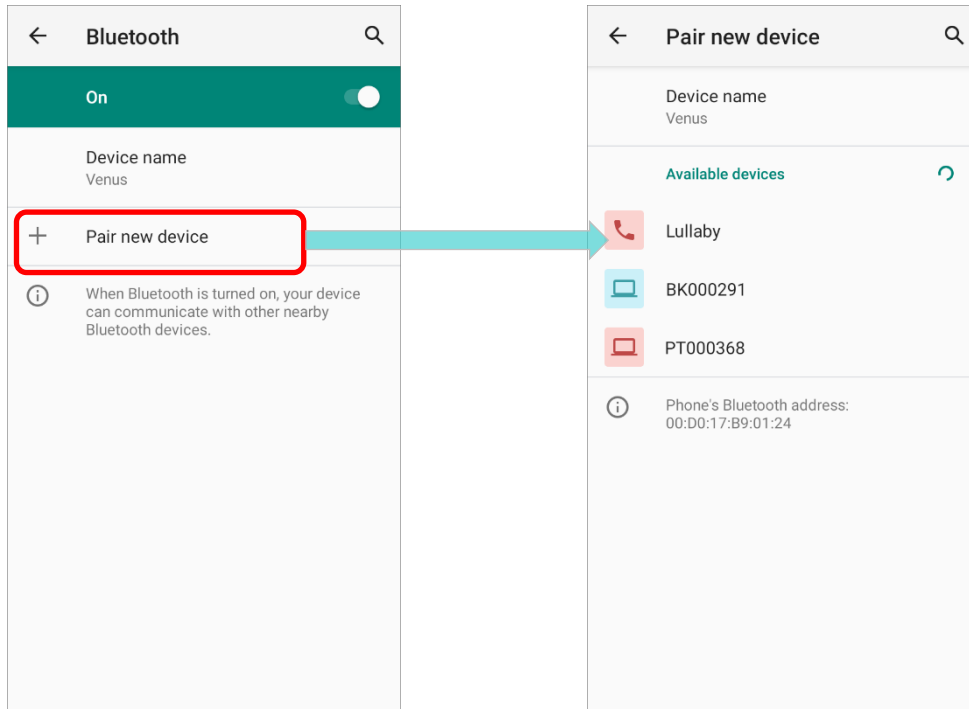 Bluetooth
On
Device name
Venus
Pair new device
When Bluetooth is turned on, your device
can communicate with other nearby
Bluetooth devices.
Pair new device
Device name
Venus
Available devices
Lullaby
BK000291
PT000368
Phone's Bluetooth address:
00:D0:17:B9:01:24